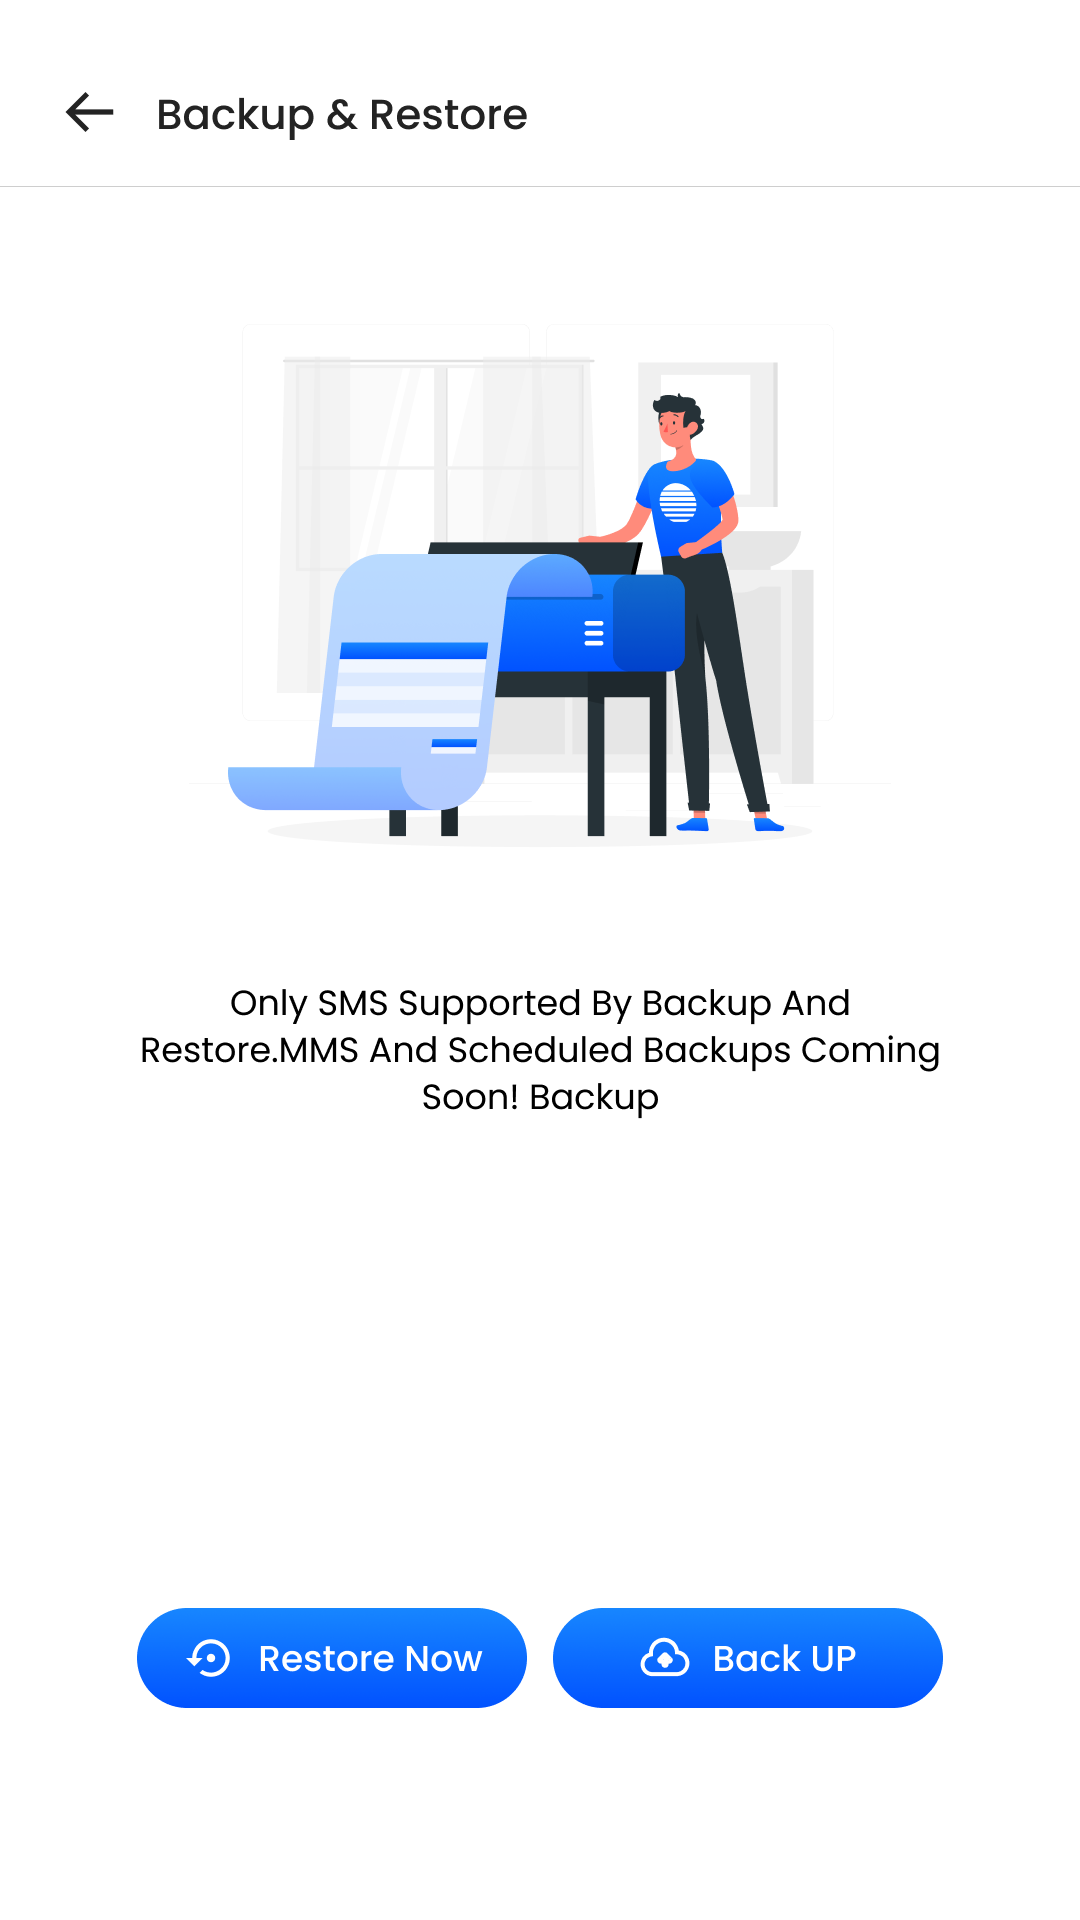 Backup & Restore
Only SMS Supported By Backup And
Restore.MMS And Scheduled Backups Coming
Soon! Backup
Restore Now
Back UP